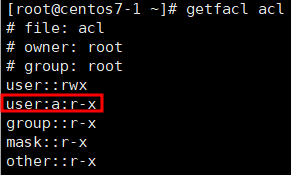 [root@centos7-1 ~]# getfacl acl
# file: acl
# owner: root
# group: root
user::rwx
user:a:r-x
group::r-x
mask::r-x
other::r-x